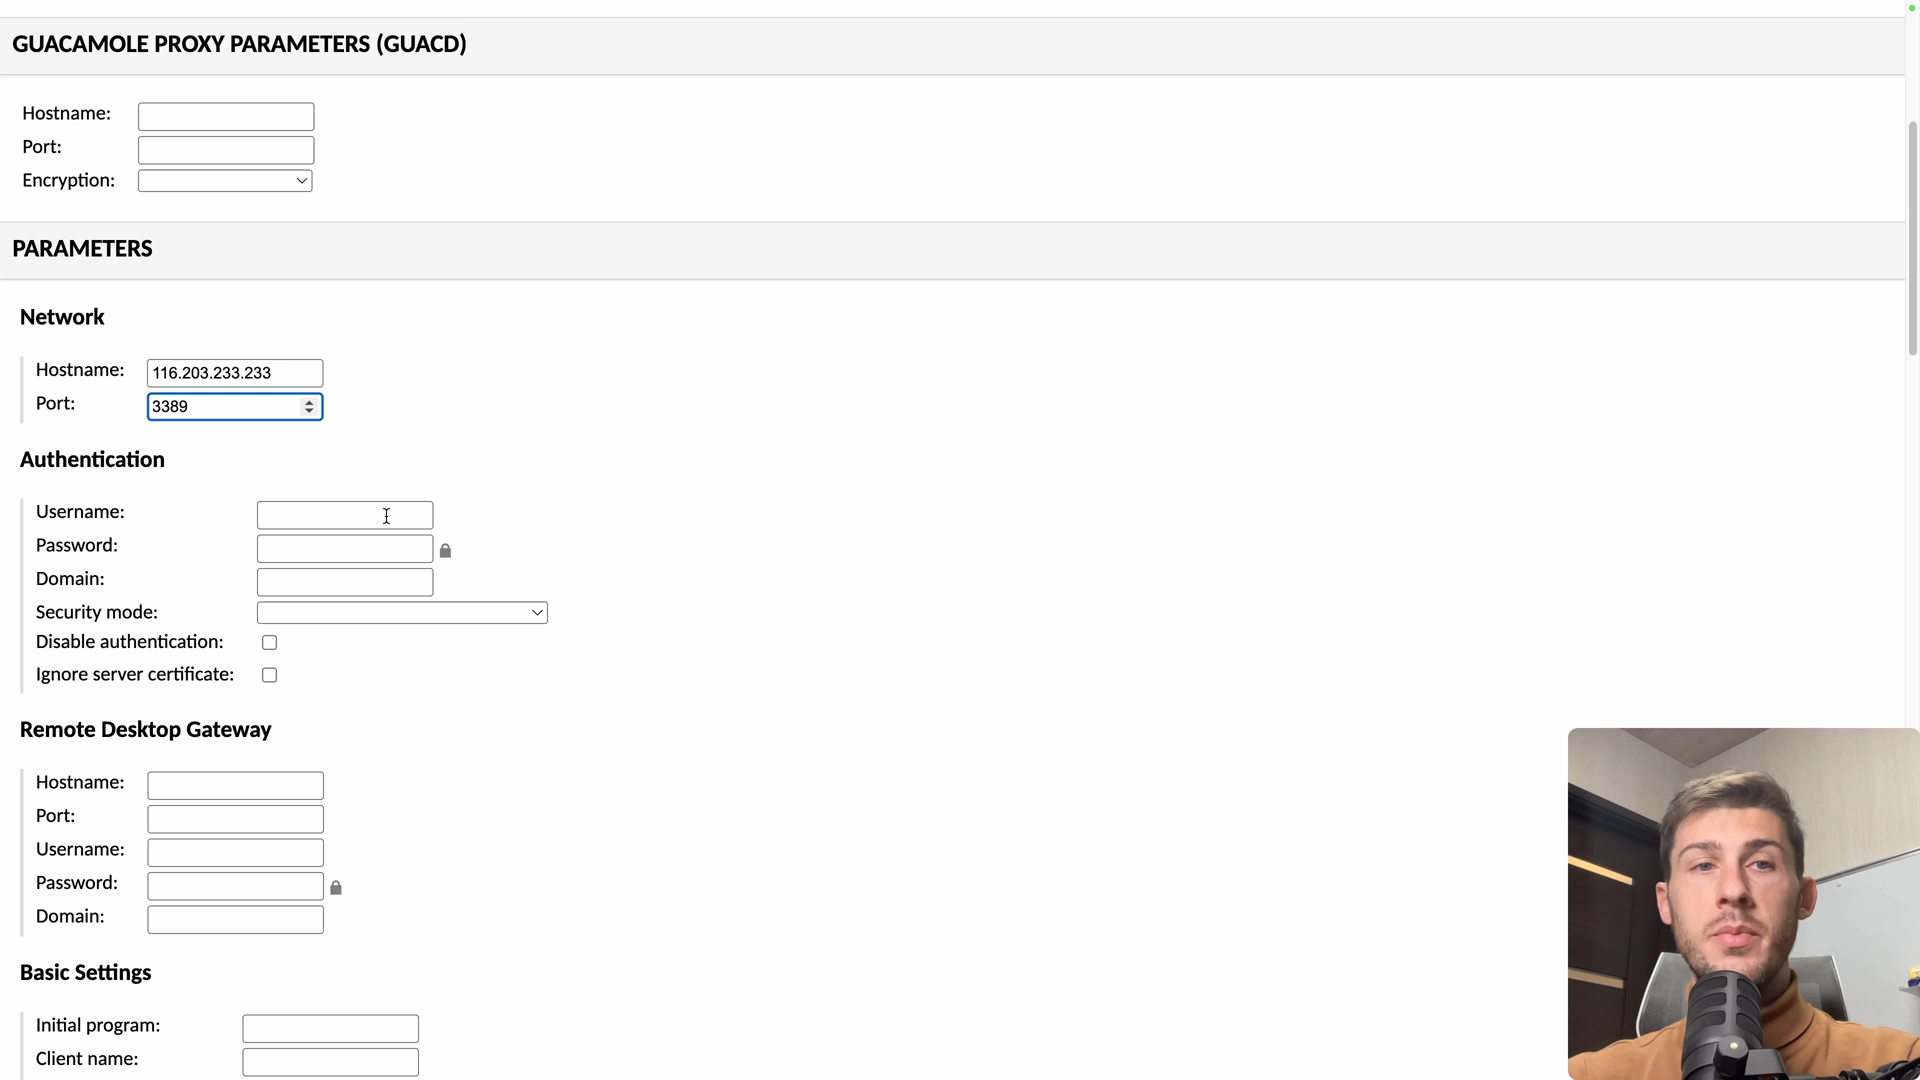 GUACAMOLE PROXY PARAMETERS (GUACD)
Hostname:
Port:
Encryption:
PARAMETERS
Network
Hostname: 116.203.233.233
Port: 3389
Authentication
Username:
Password:
Domain:
Security mode:
Disable authentication:
Ignore server certificate:
Remote Desktop Gateway
Hostname:
Port:
Username:
Password:
Domain:
Basic Settings
Initial program:
Client name: